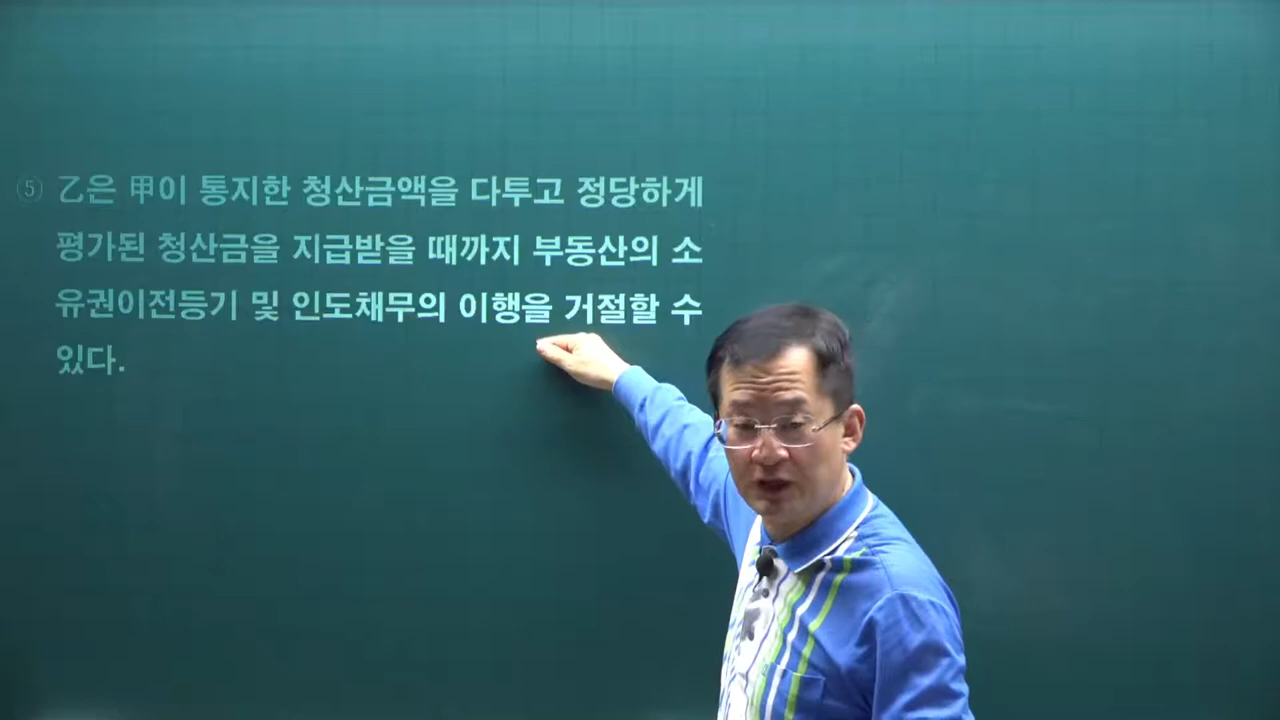 ⑤ 乙은 甲이 통지한 청산금액을 다투고 정당하게
평가된 청산금을 지급받을 때까지 부동산의 소
유권이전등기 및 인도채무의 이행을 거절할 수
있다.